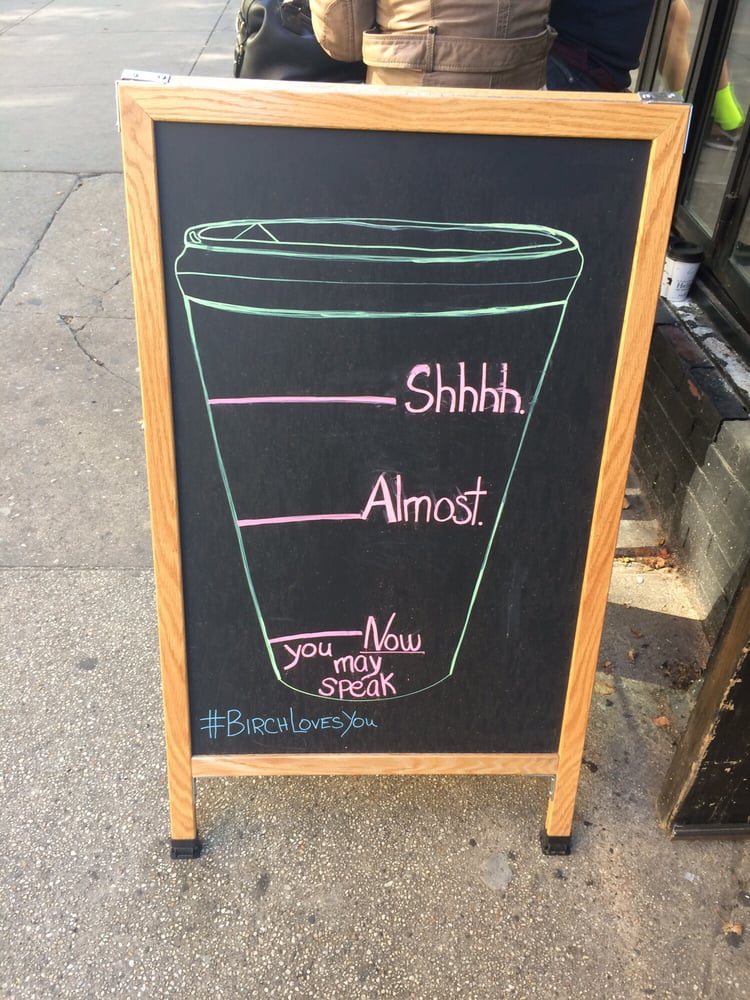 Shhhh.
Almost.
Now
you may
speak
#BIRCHLOVESYOU